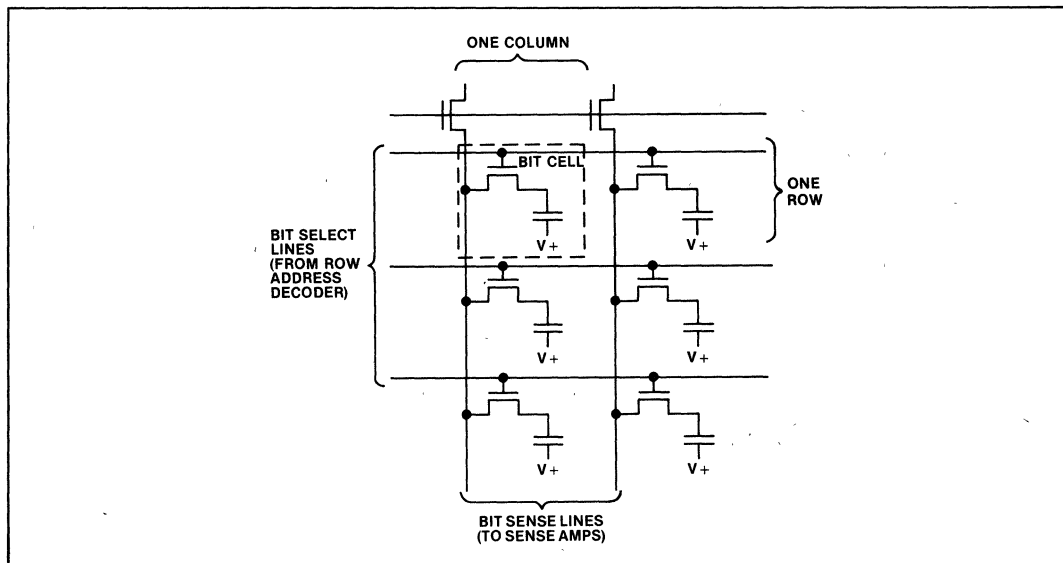 ONE COLUMN
BIT CELL
ONE
ROW
V+
V+
BIT SELECT
LINES
(FROM ROW
ADDRESS
DECODER)
V+
V+
V+
V+
BIT SENSE LINES
(TO SENSE AMPS)